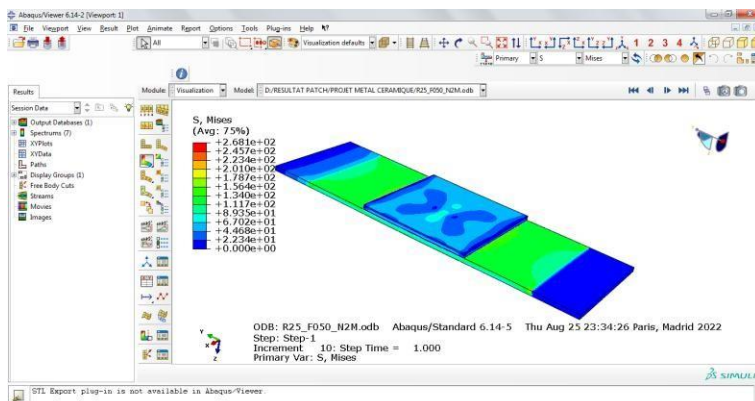 Abaqus/Viewer 6.14-2 [Viewport: 1]
File Viewport View Result Plot Animate Report Options Tools Plug-ins Help
All Visualization defaults 1 2 3 4
Primary S Mises
Results Module: Visualization Model: D:/RESULTAT PATCH/PROJET METAL CERAMIQUE/R25_F050_N2M.odb
Session Data
Output Databases (1)
Spectrums (7)
XYPlots
XYData
Paths
Display Groups (1)
Free Body Cuts
Streams
Movies
Images
S, Mises
(Avg: 75%)
+2.681e+02
+2.457e+02
+2.234e+02
+2.010e+02
+1.787e+02
+1.564e+02
+1.340e+02
+1.117e+02
+8.935e+01
+6.702e+01
+4.468e+01
+2.234e+01
+0.000e+00
Y
X
Z
ODB: R25_F050_N2M.odb Abaqus/Standard 6.14-5 Thu Aug 25 23:34:26 Paris, Madrid 2022
Step: Step-1
Increment 10: Step Time = 1.000
Primary Var: S, Mises
SIMULI
STL Export plug-in is not available in Abaqus/Viewer